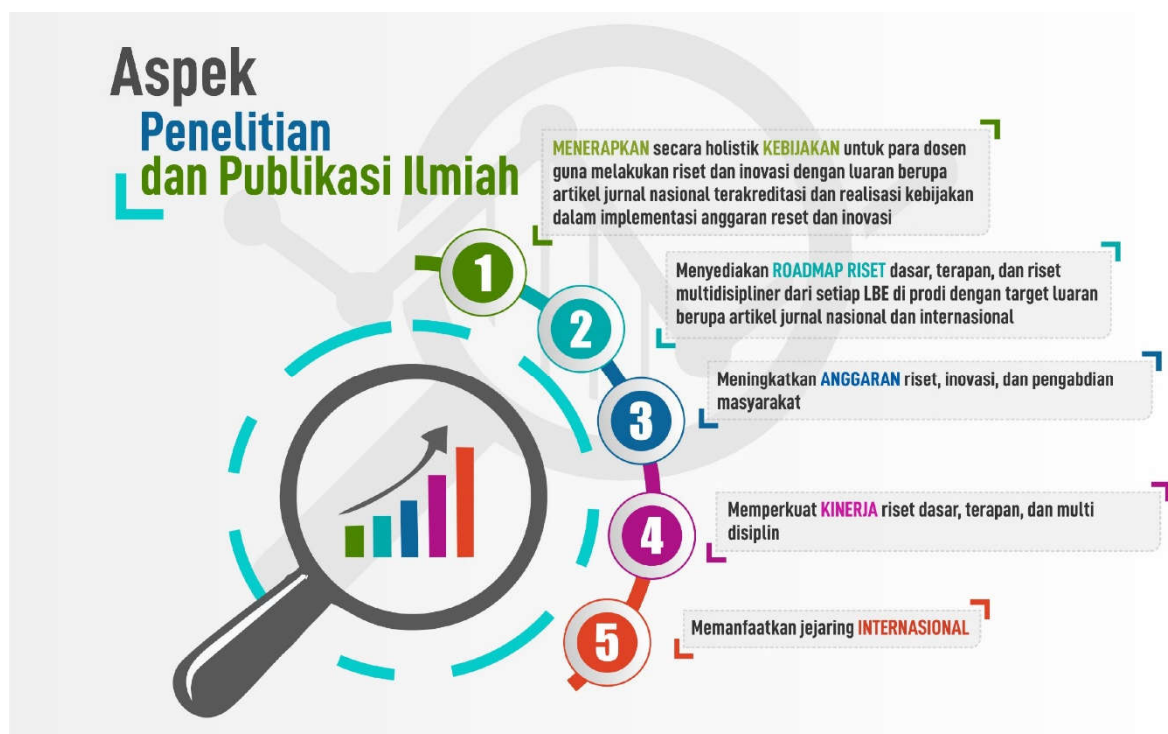 Aspek
Penelitian
dan Publikasi Ilmiah
MENERAPKAN secara holistik KEBIJAKAN untuk para dosen
guna melakukan riset dan inovasi dengan luaran berupa
artikel jurnal nasional terakreditasi dan realisasi kebijakan
dalam implementasi anggaran reset dan inovasi
1
Menyediakan ROADMAP RISET dasar, terapan, dan riset
multidisipliner dari setiap LBE di prodi dengan target luaran
berupa artikel jurnal nasional dan internasional
2
Meningkatkan ANGGARAN riset, inovasi, dan pengabdian
masyarakat
3
Memperkuat KINERJA riset dasar, terapan, dan multi
disiplin
4
Memanfaatkan jejaring INTERNASIONAL
5